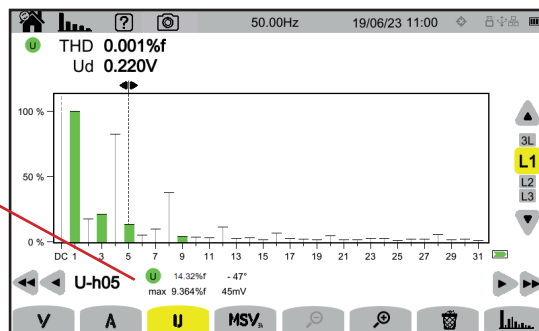 50.00Hz 19/06/23 11:00
U THD 0.001%f
Ud 0.220V
100 %
50 %
0 %
DC 1 3 5 7 9 11 13 15 17 19 21 23 25 27 29 31
3L
L1
L2
L3
U-h05 U 14.32%f - 47°
max 9.364%f 45mV
V A U MSV